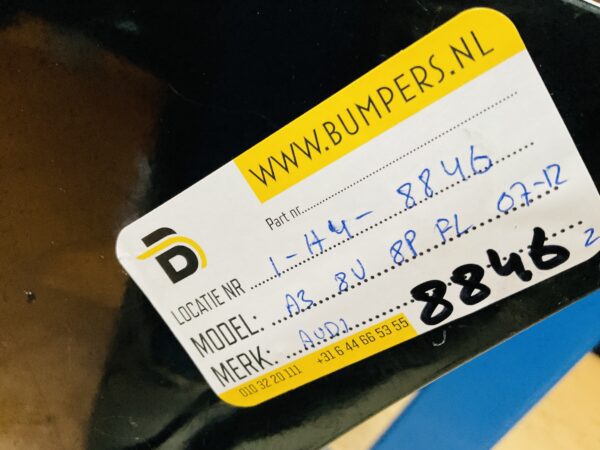 WWW.BUMPERS.NL
Part nr.
LOCATIE NR 1-H4- 8846
MODEL: A3 8V 8P FL 07-12
MERK: AUDI 8846 2
010 32 20 111 +31 6 44 66 53 55